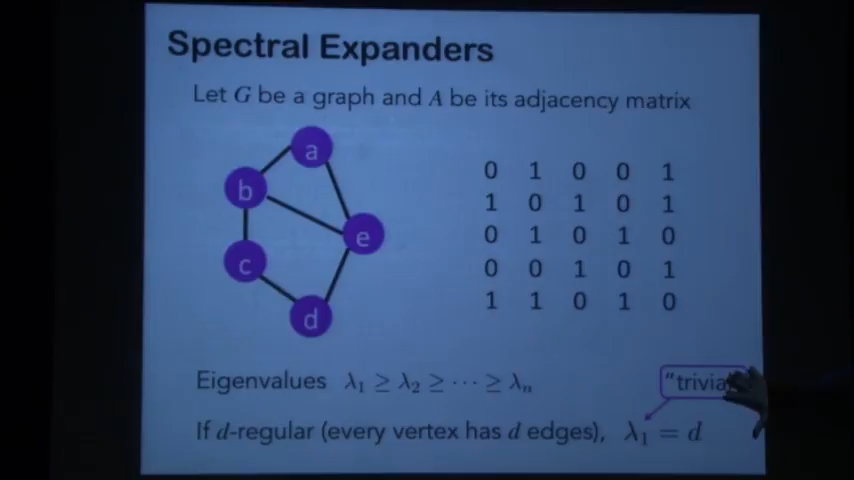 Spectral Expanders
Let G be a graph and A be its adjacency matrix
a
b
e
c
d
0 1 0 0 1
1 0 1 0 1
0 1 0 1 0
0 0 1 0 1
1 1 0 1 0
Eigenvalues λ₁ ≥ λ₂ ≥ ⋯ ≥ λₙ
"trivia
If d-regular (every vertex has d edges), λ₁ = d